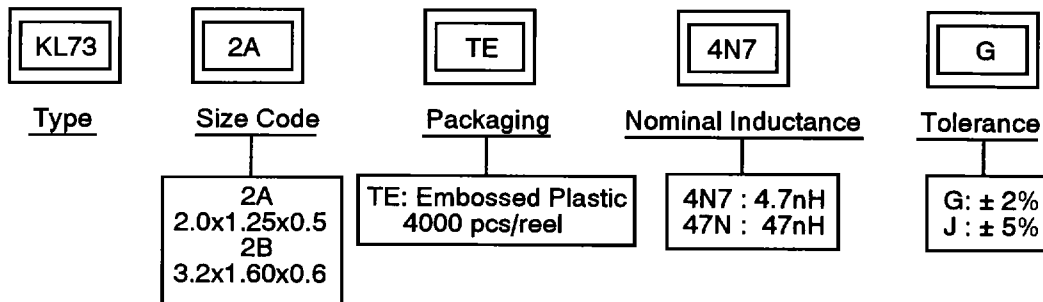 KL73 2A TE 4N7 G
Type Size Code Packaging Nominal Inductance Tolerance
2A
2.0x1.25x0.5
2B
3.2x1.60x0.6
TE: Embossed Plastic
4000 pcs/reel
4N7 : 4.7nH
47N : 47nH
G: ± 2%
J : ± 5%